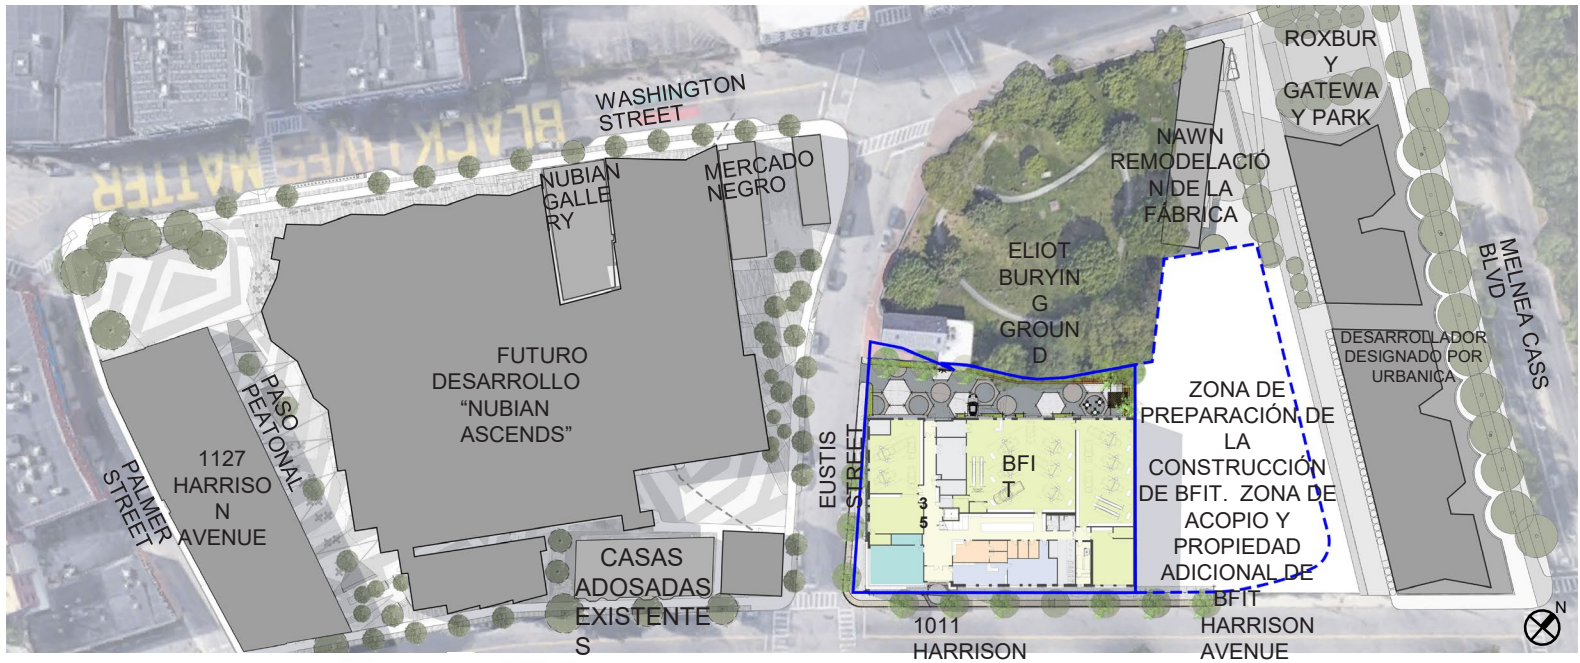 WASHINGTON
STREET
BLACK LIVES MATTER
NUBIAN
GALLE
RY
MERCADO
NEGRO
ROXBUR
Y
GATEWA
Y PARK
NAWN
REMODELACIÓ
N DE LA
FÁBRICA
ELIOT
BURYIN
G
GROUN
D
MELNEA CASS
BLVD
DESARROLLADOR
DESIGNADO POR
URBANICA
FUTURO
DESARROLLO
“NUBIAN
ASCENDS”
PASO
PEATONAL
1127
HARRISO
N
AVENUE
PALMER
STREET
EUSTIS
STREET
BFI
T
35
ZONA DE
PREPARACIÓN DE
LA
CONSTRUCCIÓN
DE BFIT. ZONA DE
ACOPIO Y
PROPIEDAD
ADICIONAL DE
BFIT
CASAS
ADOSADAS
EXISTENTE
S
1011
HARRISON
HARRISON
AVENUE
N